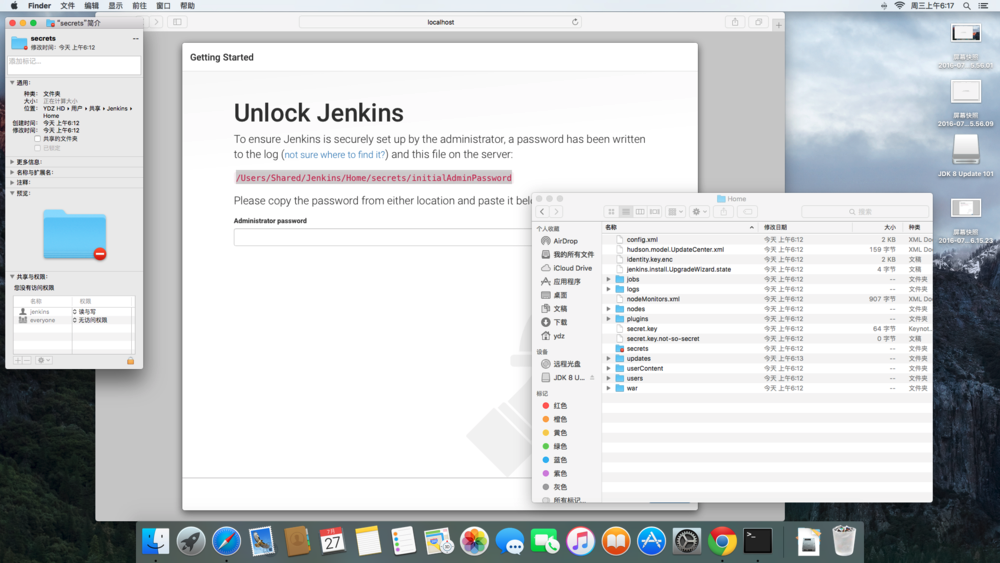 Finder 文件 编辑 显示 前往 窗口 帮助
周三上午6:17
"secrets"简介
secrets
修改时间：今天 上午6:12
--
添加标记...
通用:
种类: 文件夹
大小: 正在计算大小
位置: YDZ HD ▸ 用户 ▸ 共享 ▸ Jenkins ▸
Home
创建时间: 今天 上午6:12
修改时间: 今天 上午6:12
共享的文件夹
已锁定
更多信息:
名称与扩展名:
注释:
预览:
共享与权限:
您没有访问权限
名称 权限
jenkins 读与写
everyone 无访问权限
localhost
Getting Started
Unlock Jenkins
To ensure Jenkins is securely set up by the administrator, a password has been written
to the log (not sure where to find it?) and this file on the server:
/Users/Shared/Jenkins/Home/secrets/initialAdminPassword
Please copy the password from either location and paste it bel
Administrator password
Home
搜索
个人收藏
AirDrop
我的所有文件
iCloud Drive
应用程序
桌面
文稿
下载
ydz
设备
远程光盘
JDK 8 U...
标记
红色
橙色
黄色
绿色
蓝色
紫色
灰色
所有标记...
名称 修改日期 大小 种类
config.xml 今天 上午6:12 2 KB XML Do
hudson.model.UpdateCenter.xml 今天 上午6:12 159 字节 XML Do
identity.key.enc 今天 上午6:12 2 KB 文稿
jenkins.install.UpgradeWizard.state 今天 上午6:12 4 字节 文稿
jobs 今天 上午6:12 -- 文件夹
logs 今天 上午6:12 -- 文件夹
nodeMonitors.xml 今天 上午6:12 907 字节 XML Do
nodes 今天 上午6:12 -- 文件夹
plugins 今天 上午6:12 -- 文件夹
secret.key 今天 上午6:12 64 字节 Keynot...
secret.key.not-so-secret 今天 上午6:12 0 字节 文稿
secrets 今天 上午6:12 -- 文件夹
updates 今天 上午6:13 -- 文件夹
userContent 今天 上午6:12 -- 文件夹
users 今天 上午6:12 -- 文件夹
war 今天 上午6:12 -- 文件夹
屏幕快照
2016-07...5.56.01
屏幕快照
2016-07...5.56.09
JDK 8 Update 101
屏幕快照
2016-07...6.15.23
7月
27